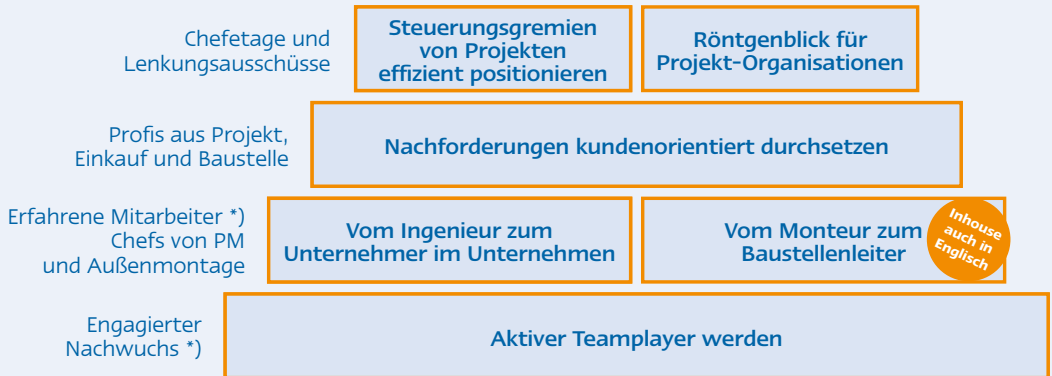 Chefetage und
Lenkungsausschüsse
Steuerungsgremien
von Projekten
effizient positionieren
Röntgenblick für
Projekt-Organisationen
Profis aus Projekt,
Einkauf und Baustelle
Nachforderungen kundenorientiert durchsetzen
Erfahrene Mitarbeiter *)
Chefs von PM
und Außenmontage
Vom Ingenieur zum
Unternehmer im Unternehmen
Vom Monteur zum
Baustellenleiter
Inhouse
auch in
Englisch
Engagierter
Nachwuchs *)
Aktiver Teamplayer werden